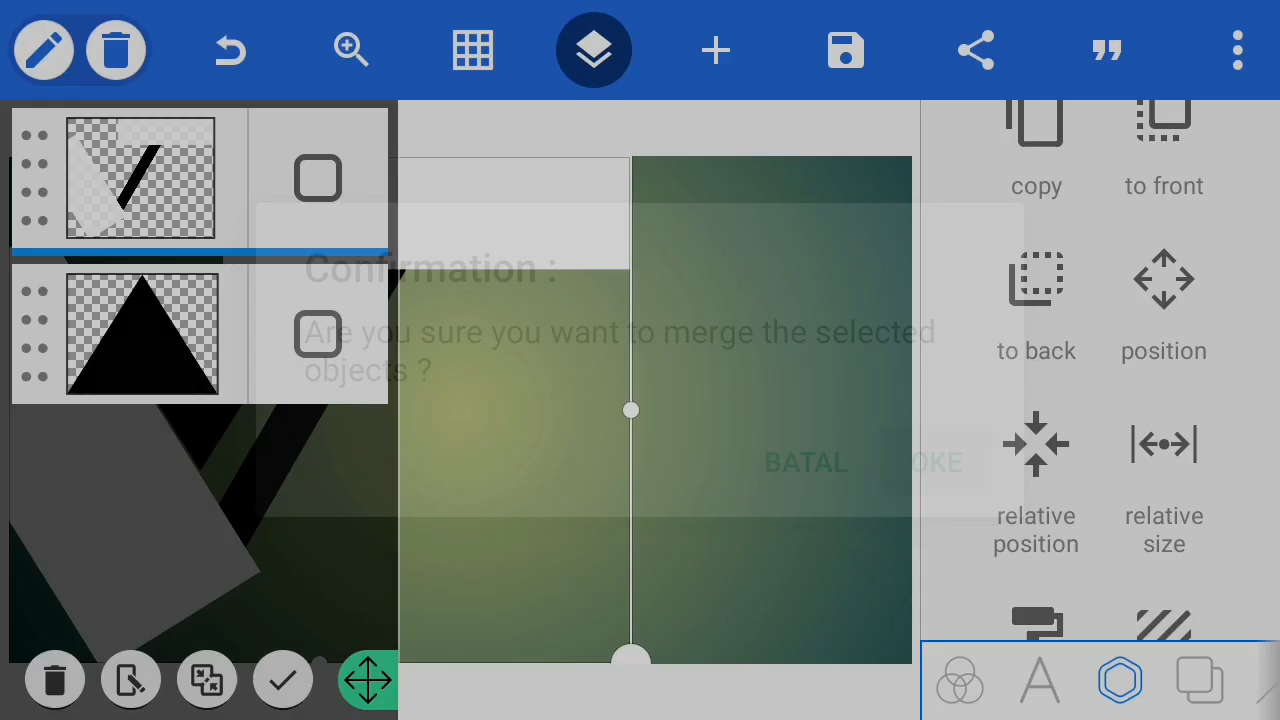 copy
to front
Confirmation :
Are you sure you want to merge the selected
objects ?
to back
position
BATAL
OKE
relative
position
relative
size